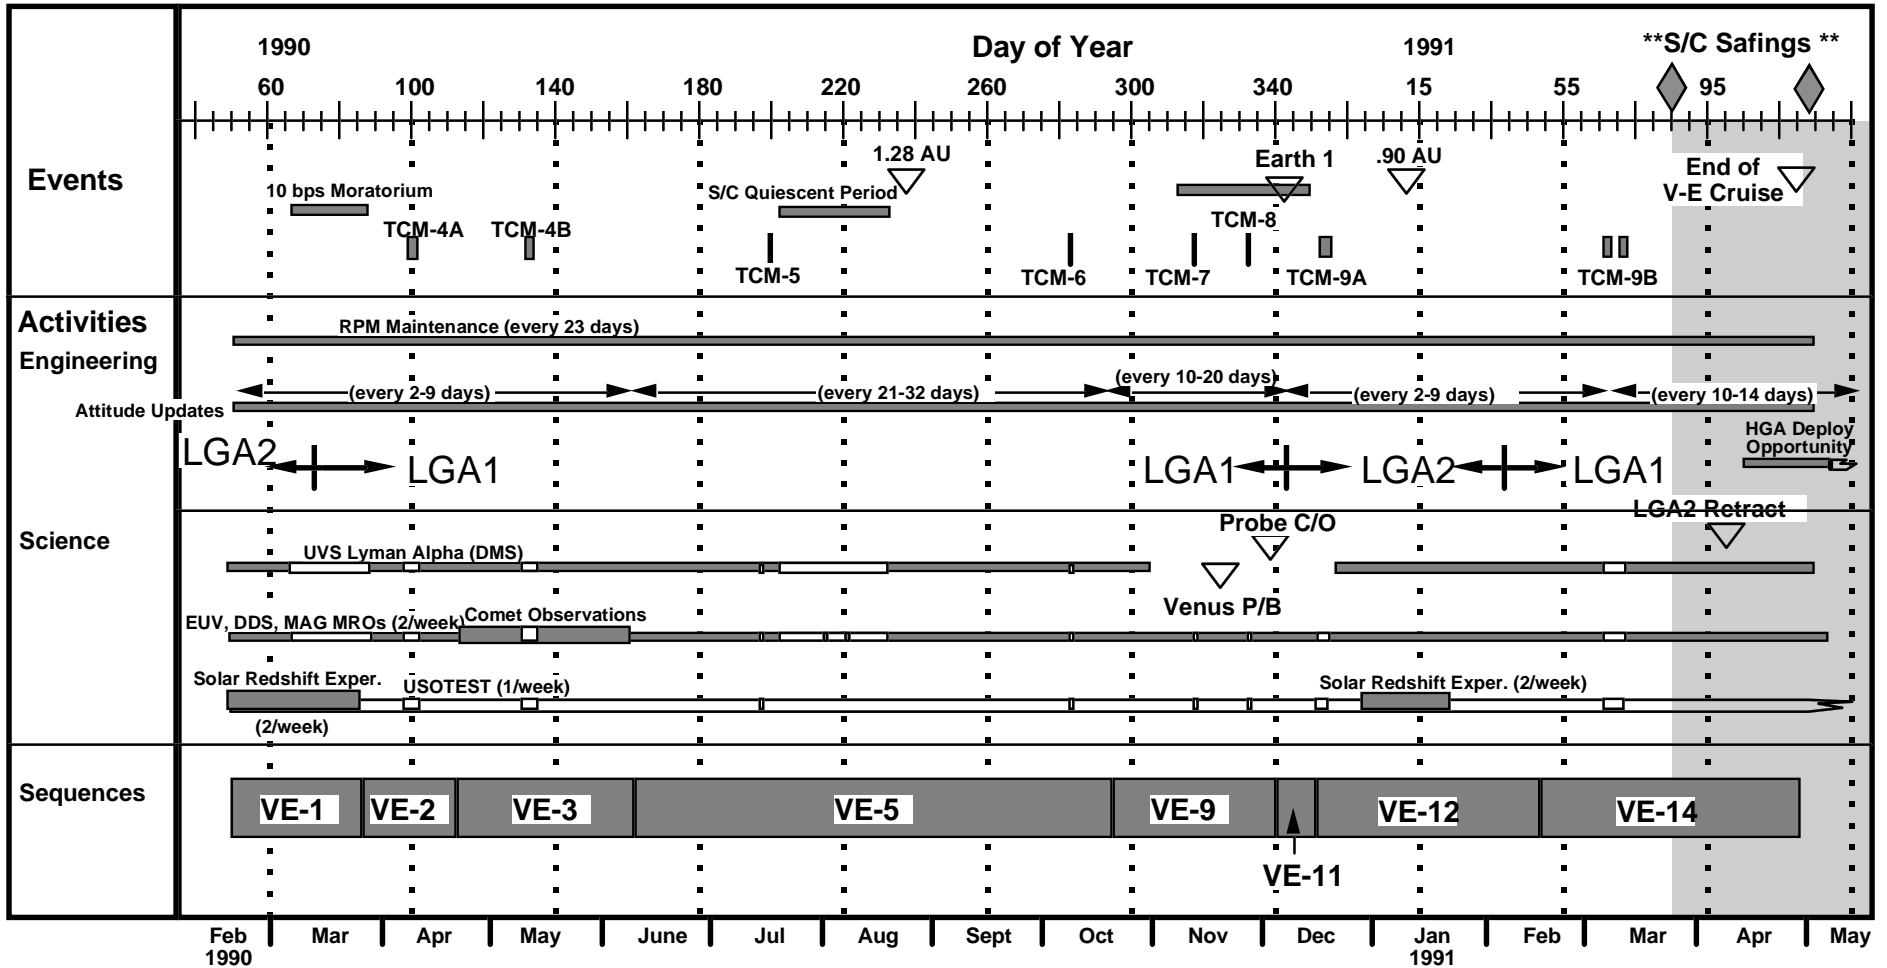 1990
Day of Year
1991
**S/C Safings **
60 100 140 180 220 260 300 340 15 55 95
Events
1.28 AU
Earth 1
.90 AU
End of
V-E Cruise
10 bps Moratorium
S/C Quiescent Period
TCM-4A
TCM-4B
TCM-8
TCM-5
TCM-6
TCM-7
TCM-9A
TCM-9B
Activities
Engineering
RPM Maintenance (every 23 days)
(every 2-9 days)
(every 21-32 days)
(every 10-20 days)
(every 2-9 days)
(every 10-14 days)
Attitude Updates
HGA Deploy
Opportunity
LGA2
LGA1
LGA1
LGA2
LGA1
LGA2 Retract
Science
Probe C/O
UVS Lyman Alpha (DMS)
Venus P/B
EUV, DDS, MAG MROs (2/week)
Comet Observations
Solar Redshift Exper.
USOTEST (1/week)
Solar Redshift Exper. (2/week)
(2/week)
Sequences
VE-1
VE-2
VE-3
VE-5
VE-9
VE-12
VE-14
VE-11
Feb Mar Apr May June Jul Aug Sept Oct Nov Dec Jan Feb Mar Apr May
1990
1991